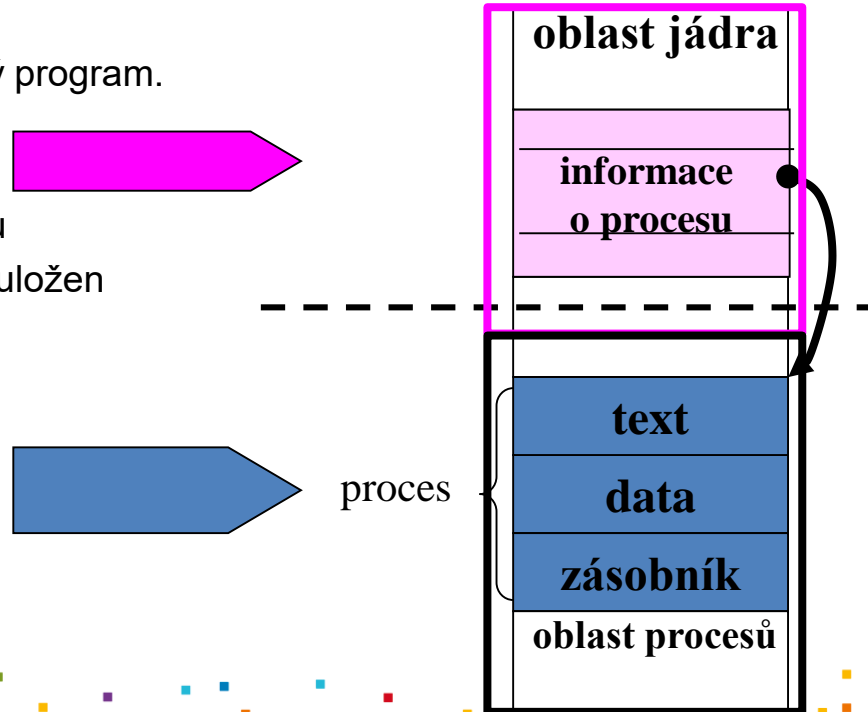 oblast jádra
program.
informace
o procesu
uložen
text
proces
data
zásobník
oblast procesů